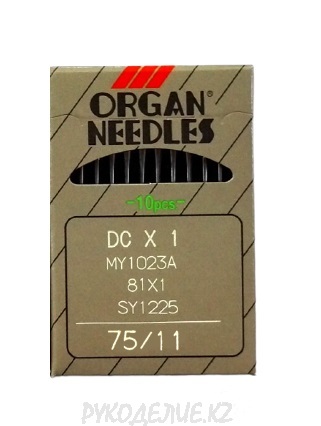 ORGAN®
NEEDLES
-10pcs-
DC X 1
MY1023A
81X1
SY1225
75/11
РУКОДЕЛИЕ.KZ